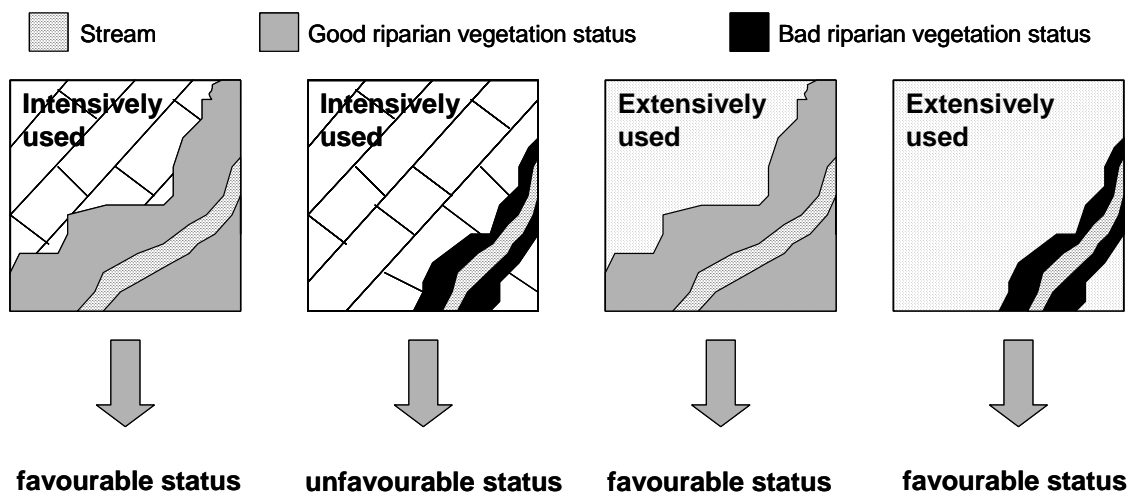 Stream
Good riparian vegetation status
Bad riparian vegetation status
Intensively
used
Intensively
used
Extensively
used
Extensively
used
favourable status
unfavourable status
favourable status
favourable status